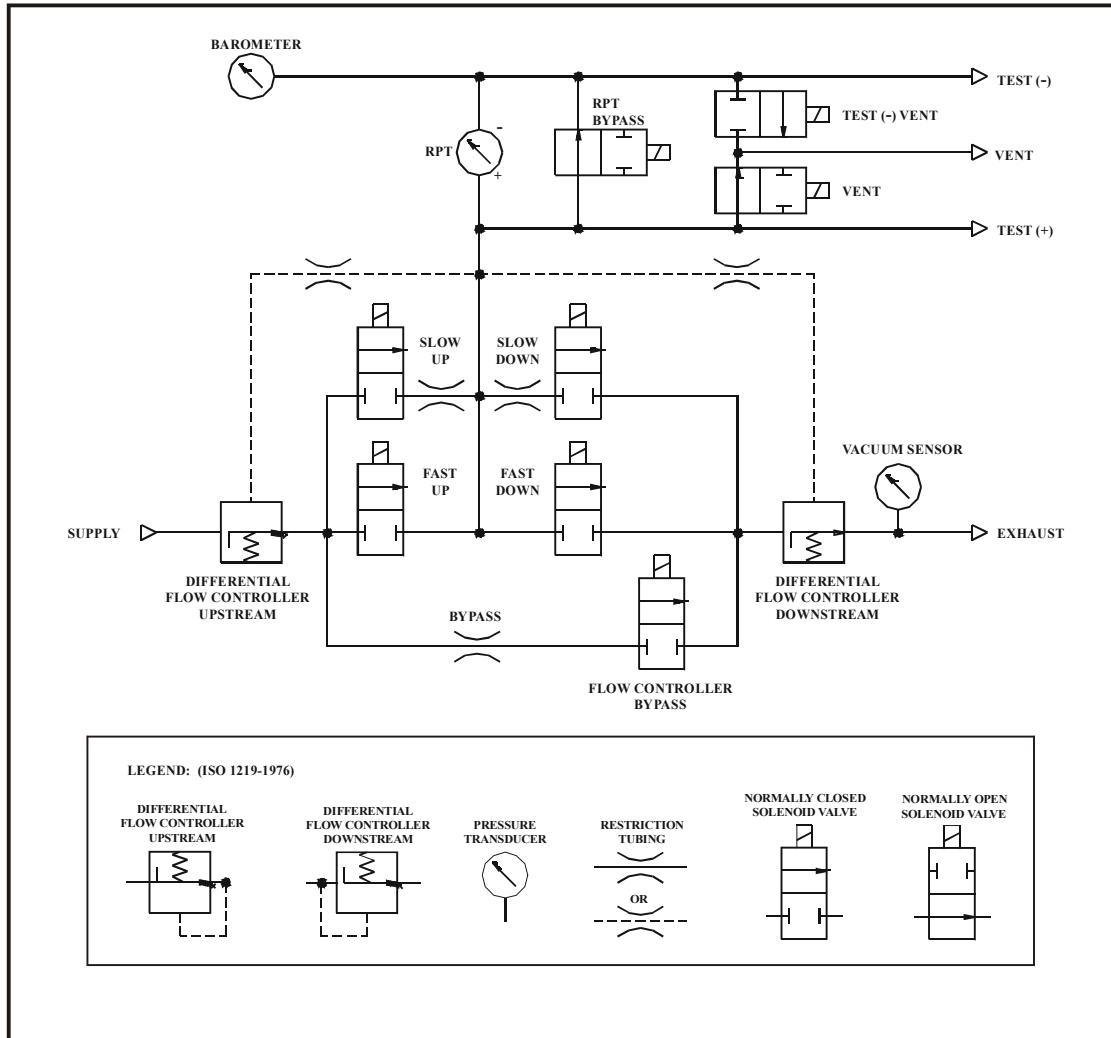 BAROMETER
TEST (-)
RPT
BYPASS
TEST (-) VENT
-
RPT
+
VENT
VENT
TEST (+)
SLOW
UP
SLOW
DOWN
FAST
UP
FAST
DOWN
VACUUM SENSOR
SUPPLY
EXHAUST
DIFFERENTIAL
FLOW CONTROLLER
UPSTREAM
DIFFERENTIAL
FLOW CONTROLLER
DOWNSTREAM
BYPASS
FLOW CONTROLLER
BYPASS
LEGEND: (ISO 1219-1976)
DIFFERENTIAL
FLOW CONTROLLER
UPSTREAM
DIFFERENTIAL
FLOW CONTROLLER
DOWNSTREAM
PRESSURE
TRANSDUCER
RESTRICTION
TUBING
OR
NORMALLY CLOSED
SOLENOID VALVE
NORMALLY OPEN
SOLENOID VALVE